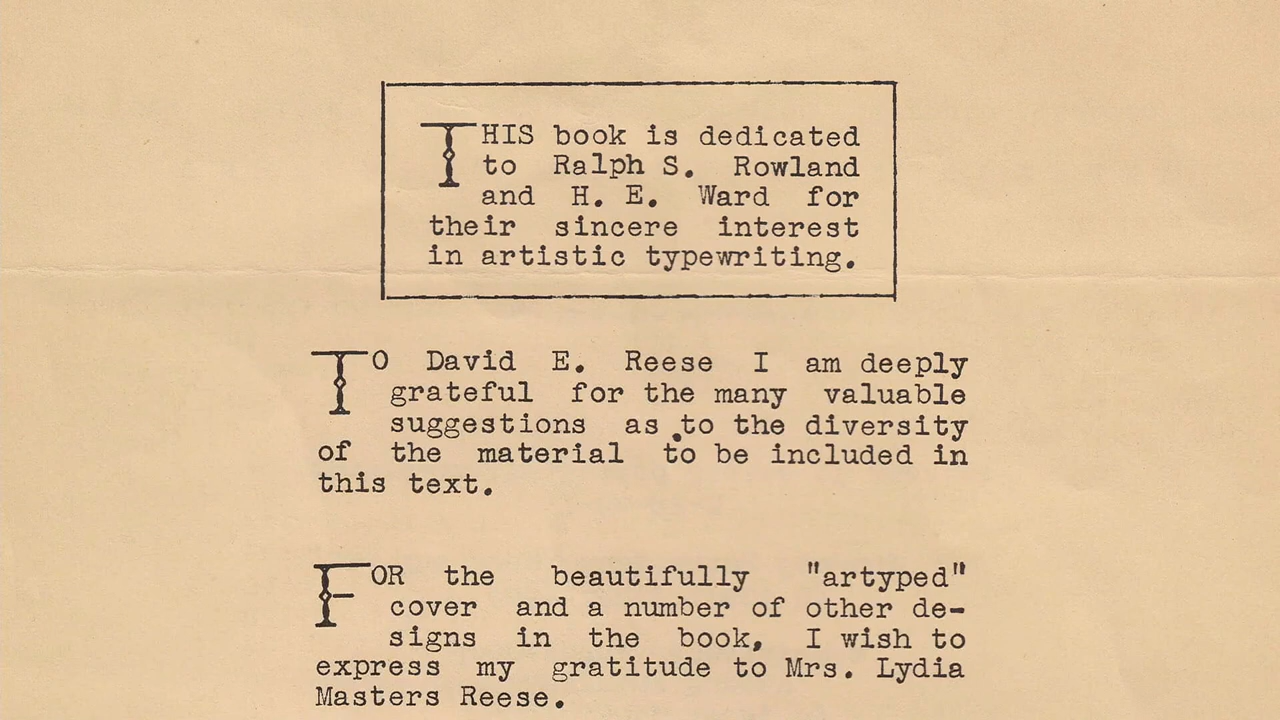 THIS book is dedicated
to Ralph S. Rowland
and H. E. Ward for
their sincere interest
in artistic typewriting.
TO David E. Reese I am deeply
grateful for the many valuable
suggestions as to the diversity
of the material to be included in
this text.
FOR the beautifully "artyped"
cover and a number of other de-
signs in the book, I wish to
express my gratitude to Mrs. Lydia
Masters Reese.